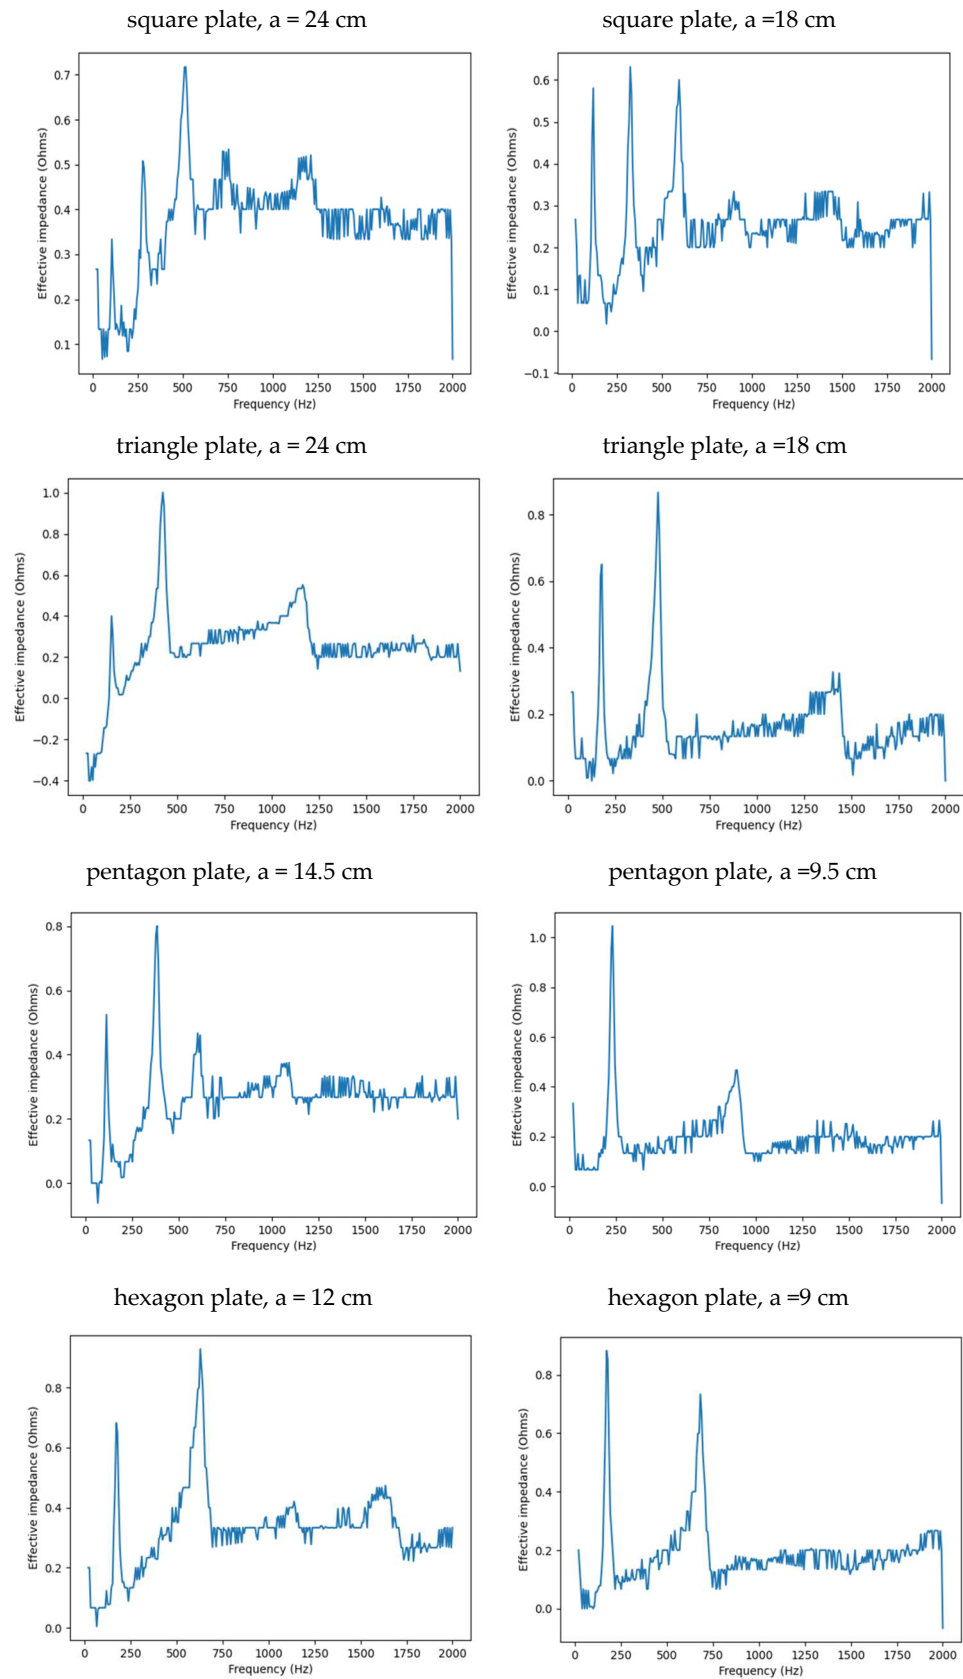 square plate, a = 24 cm
square plate, a =18 cm
Effective impedance (Ohms)
0.7
0.6
0.5
0.4
0.3
0.2
0.1
0 250 500 750 1000 1250 1500 1750 2000
Frequency (Hz)
Effective impedance (Ohms)
0.6
0.5
0.4
0.3
0.2
0.1
0.0
−0.1
0 250 500 750 1000 1250 1500 1750 2000
Frequency (Hz)
triangle plate, a = 24 cm
triangle plate, a =18 cm
Effective impedance (Ohms)
1.0
0.8
0.6
0.4
0.2
0.0
−0.2
−0.4
0 250 500 750 1000 1250 1500 1750 2000
Frequency (Hz)
Effective impedance (Ohms)
0.8
0.6
0.4
0.2
0.0
0 250 500 750 1000 1250 1500 1750 2000
Frequency (Hz)
pentagon plate, a = 14.5 cm
pentagon plate, a =9.5 cm
Effective impedance (Ohms)
0.8
0.6
0.4
0.2
0.0
0 250 500 750 1000 1250 1500 1750 2000
Frequency (Hz)
Effective impedance (Ohms)
1.0
0.8
0.6
0.4
0.2
0.0
0 250 500 750 1000 1250 1500 1750 2000
Frequency (Hz)
hexagon plate, a = 12 cm
hexagon plate, a =9 cm
Effective impedance (Ohms)
0.8
0.6
0.4
0.2
0.0
0 250 500 750 1000 1250 1500 1750 2000
Frequency (Hz)
Effective impedance (Ohms)
0.8
0.6
0.4
0.2
0.0
0 250 500 750 1000 1250 1500 1750 2000
Frequency (Hz)